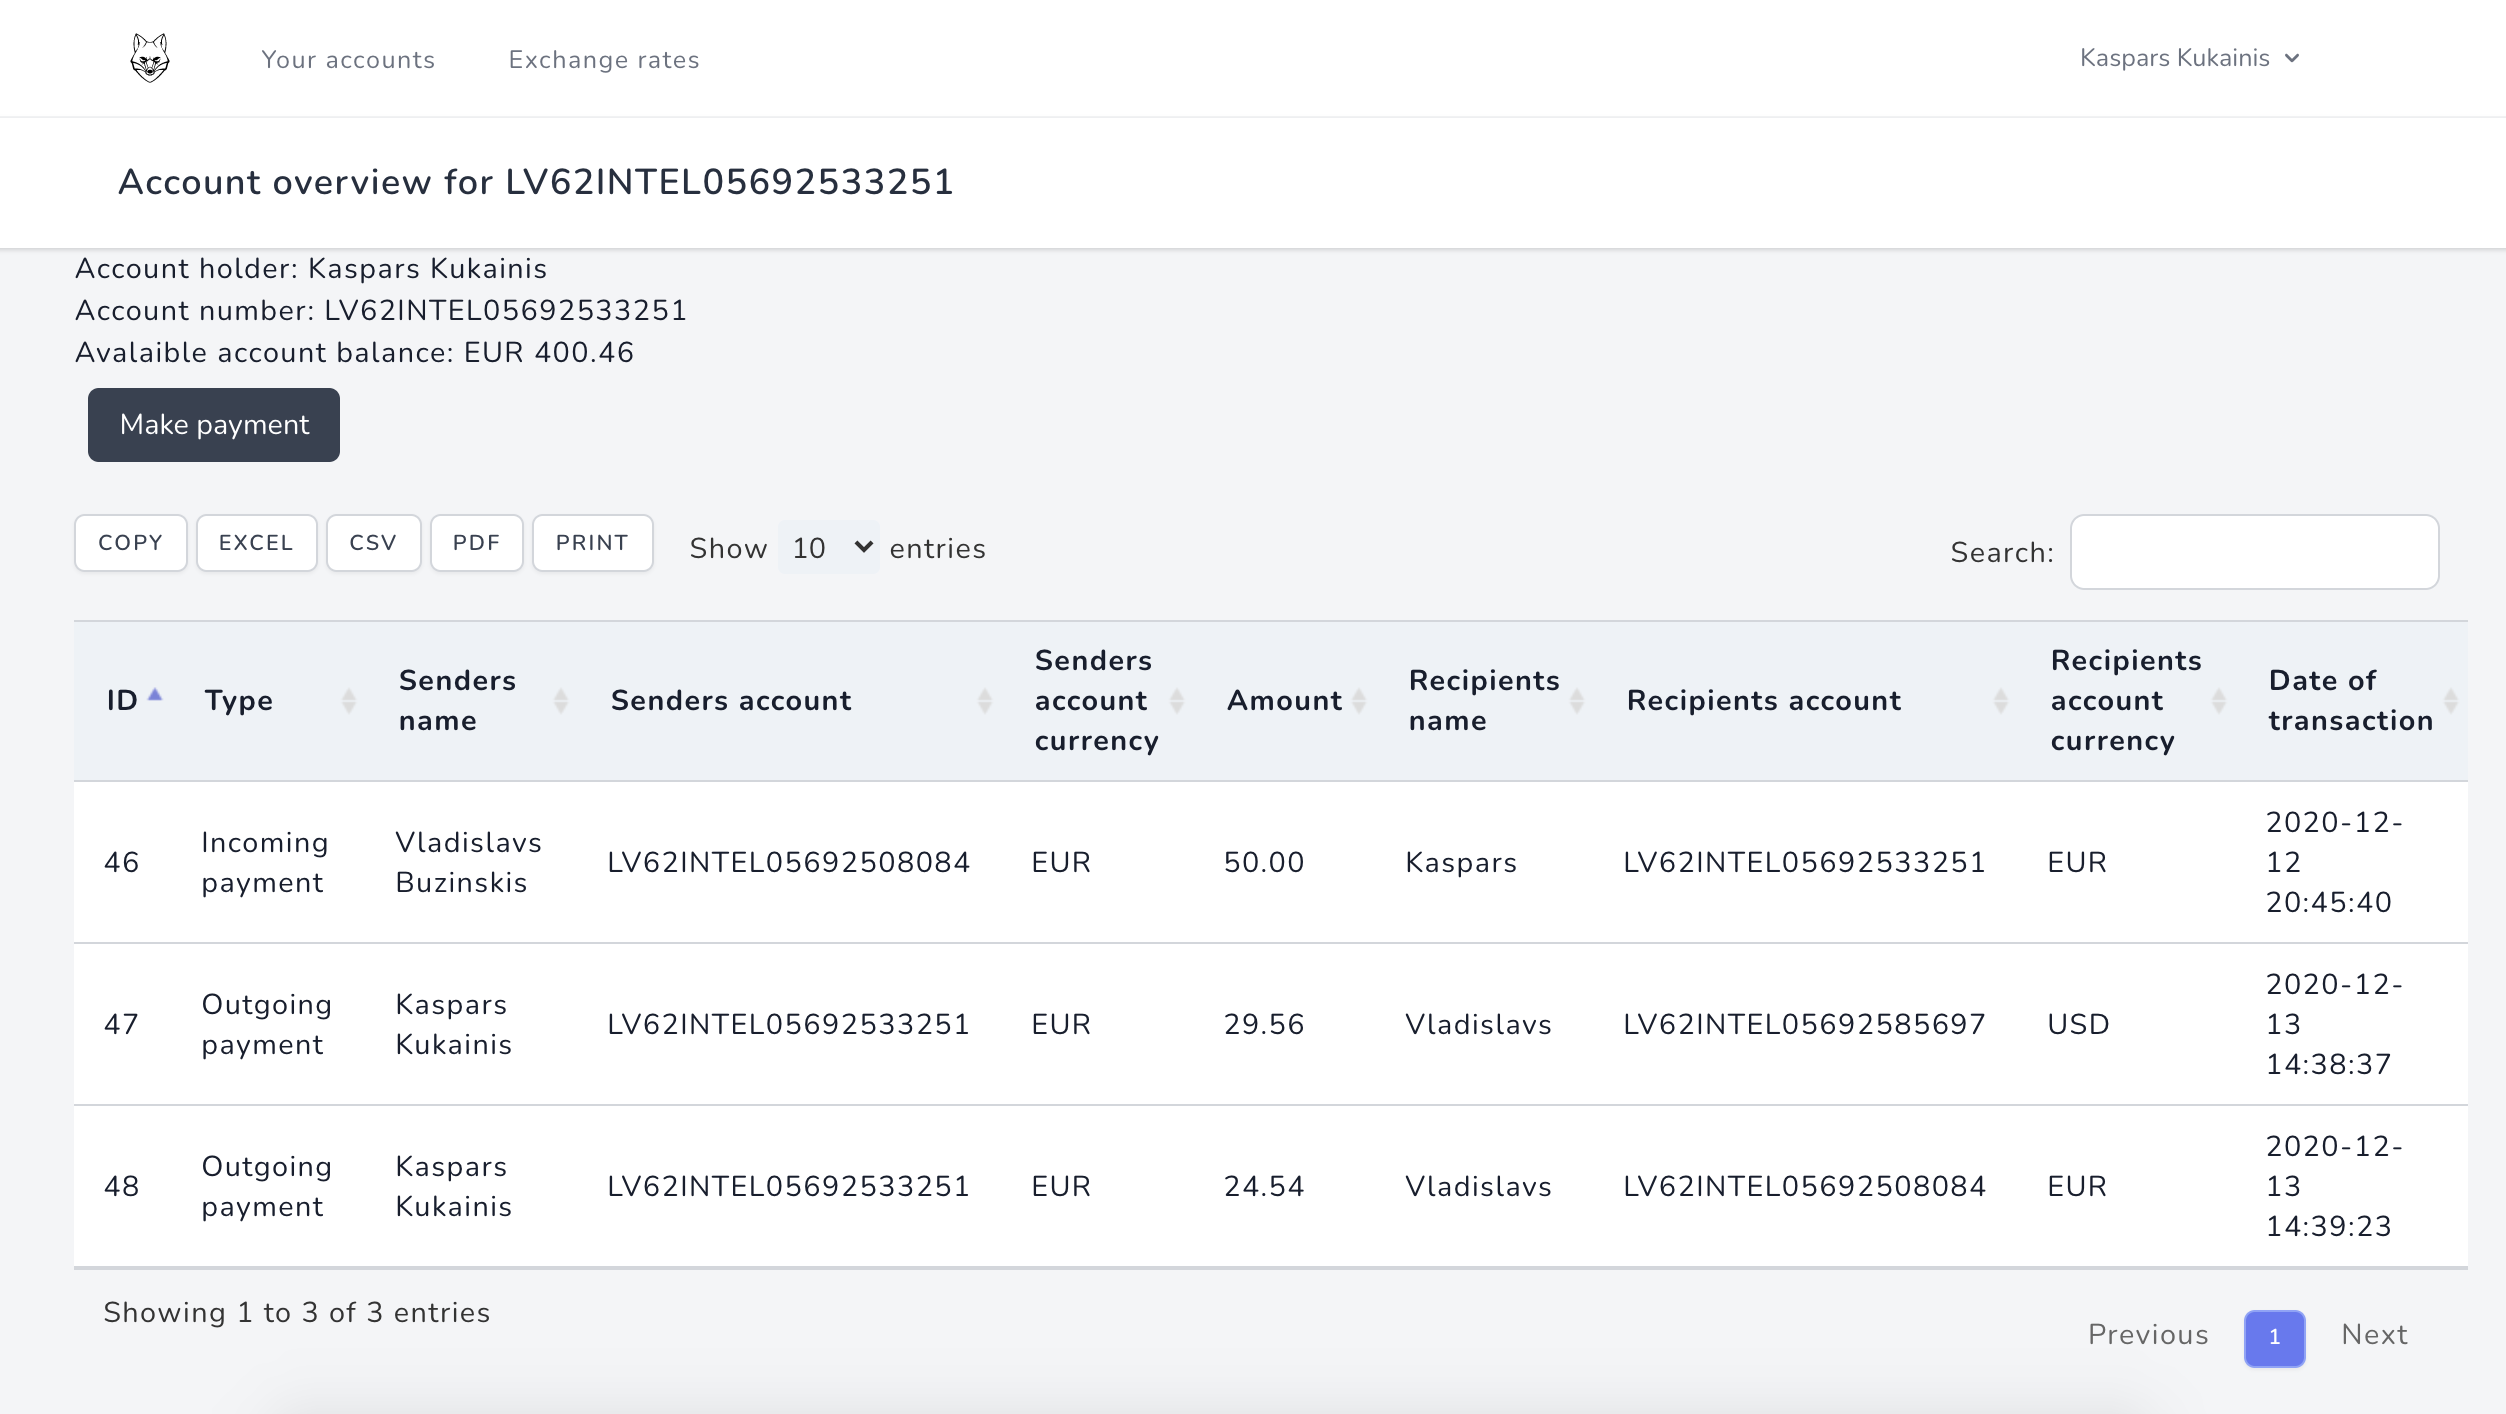 Your accounts Exchange rates Kaspars Kukainis
Account overview for LV62INTEL05692533251
Account holder: Kaspars Kukainis
Account number: LV62INTEL05692533251
Avalaible account balance: EUR 400.46
Make payment
COPY EXCEL CSV PDF PRINT Show 10 entries Search:
ID Type Senders name Senders account Senders account currency Amount Recipients name Recipients account Recipients account currency Date of transaction
46 Incoming payment Vladislavs Buzinskis LV62INTEL05692508084 EUR 50.00 Kaspars LV62INTEL05692533251 EUR 2020-12-12 20:45:40
47 Outgoing payment Kaspars Kukainis LV62INTEL05692533251 EUR 29.56 Vladislavs LV62INTEL05692585697 USD 2020-12-13 14:38:37
48 Outgoing payment Kaspars Kukainis LV62INTEL05692533251 EUR 24.54 Vladislavs LV62INTEL05692508084 EUR 2020-12-13 14:39:23
Showing 1 to 3 of 3 entries
Previous 1 Next